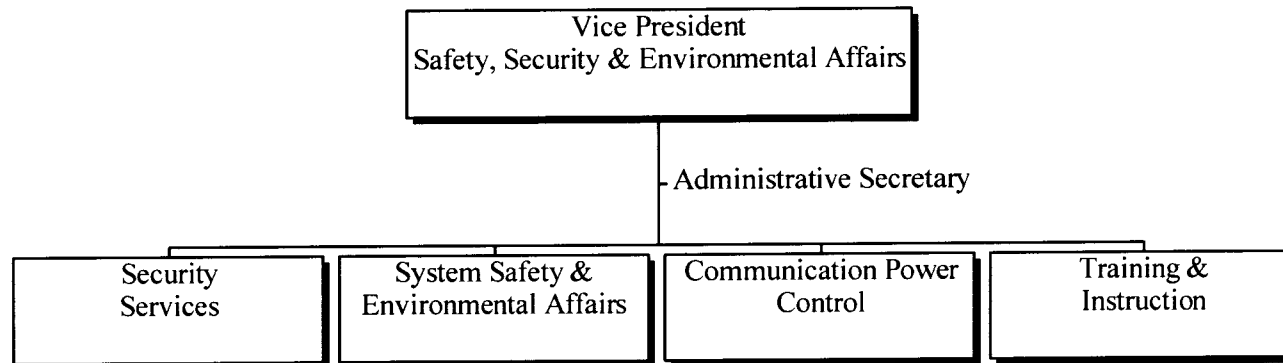 Vice President
Safety, Security & Environmental Affairs
Administrative Secretary
Security
Services
System Safety &
Environmental Affairs
Communication Power
Control
Training &
Instruction